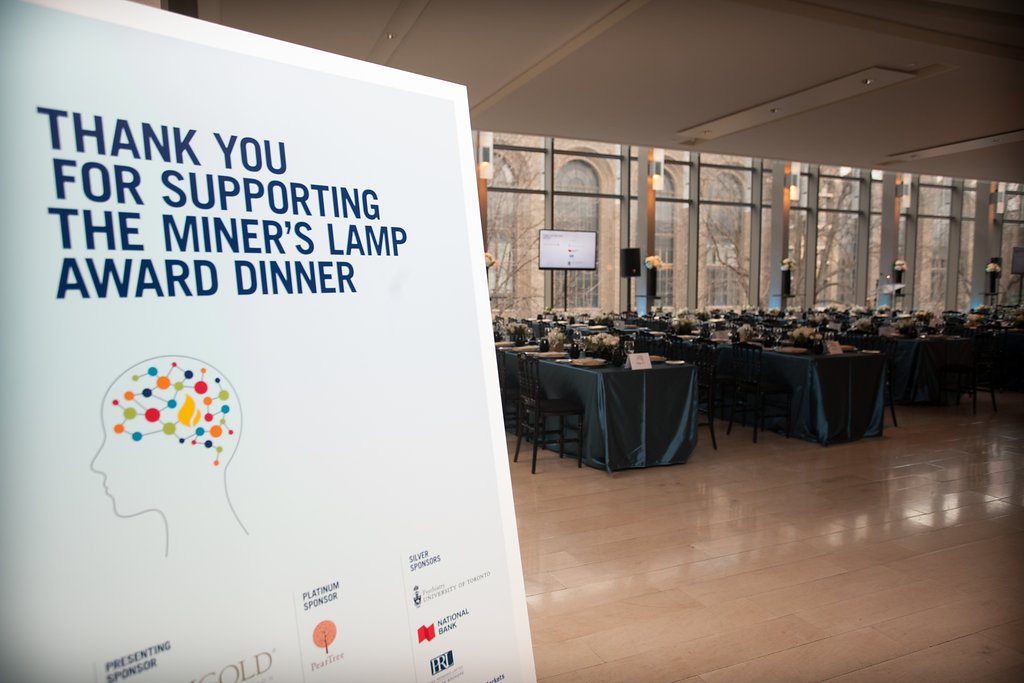 THANK YOU
FOR SUPPORTING
THE MINER'S LAMP
AWARD DINNER
PRESENTING
SPONSOR
PLATINUM
SPONSOR
PearTree
SILVER
SPONSORS
Psychiatry
UNIVERSITY OF TORONTO
NATIONAL
BANK